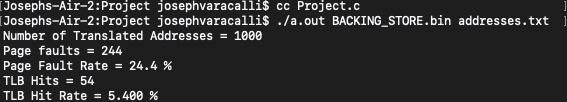 [Josephs-Air-2:Project josephvaracalli$ cc Project.c ]
[Josephs-Air-2:Project josephvaracalli$ ./a.out BACKING_STORE.bin addresses.txt ]
Number of Translated Addresses = 1000
Page faults = 244
Page Fault Rate = 24.4 %
TLB Hits = 54
TLB Hit Rate = 5.400 %